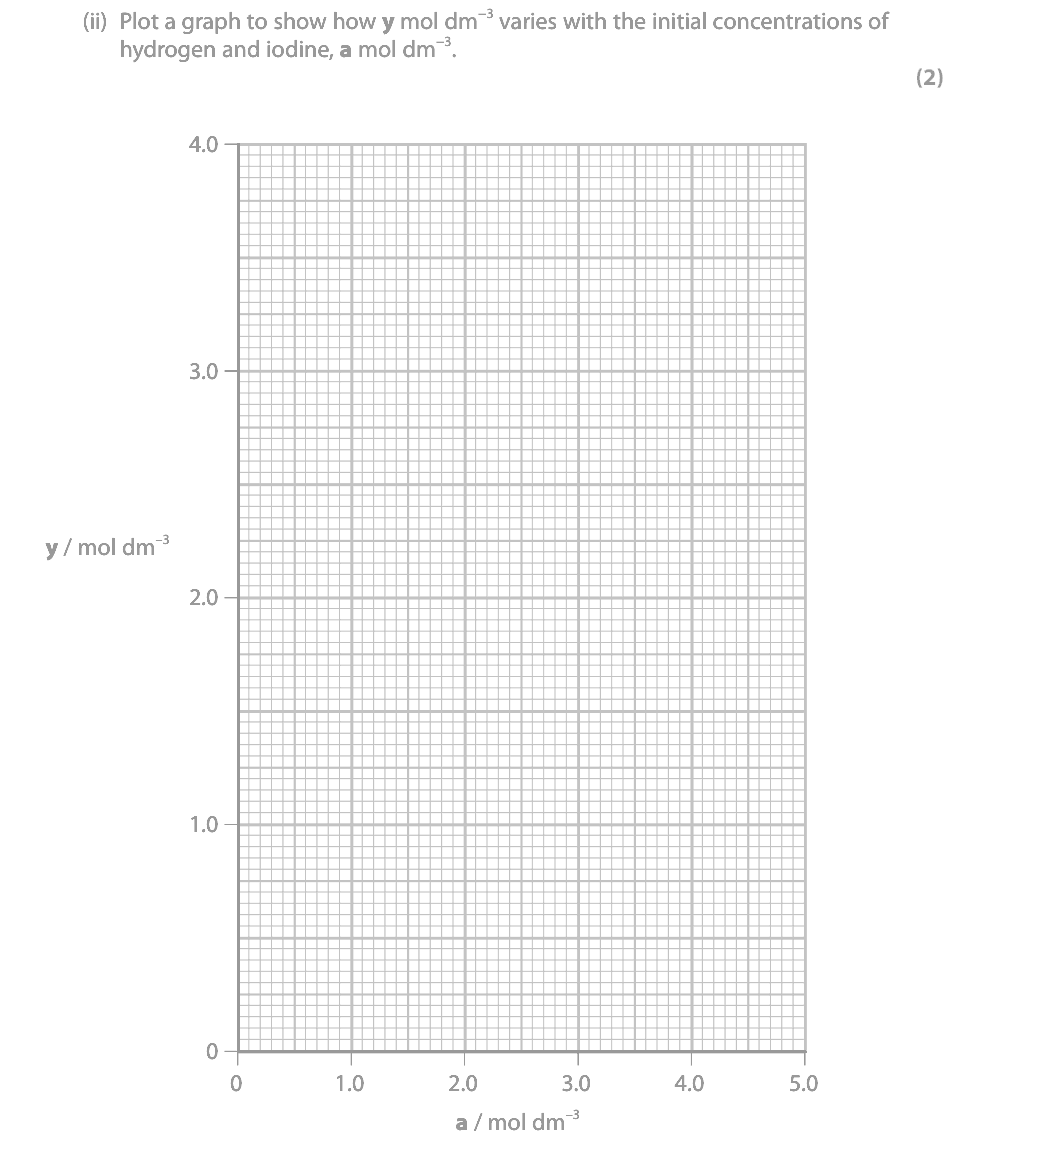 (ii) Plot a graph to show how y mol dm⁻³ varies with the initial concentrations of
hydrogen and iodine, a mol dm⁻³.
(2)
4.0
3.0
y / mol dm⁻³
2.0
1.0
0
0 1.0 2.0 3.0 4.0 5.0
a / mol dm⁻³